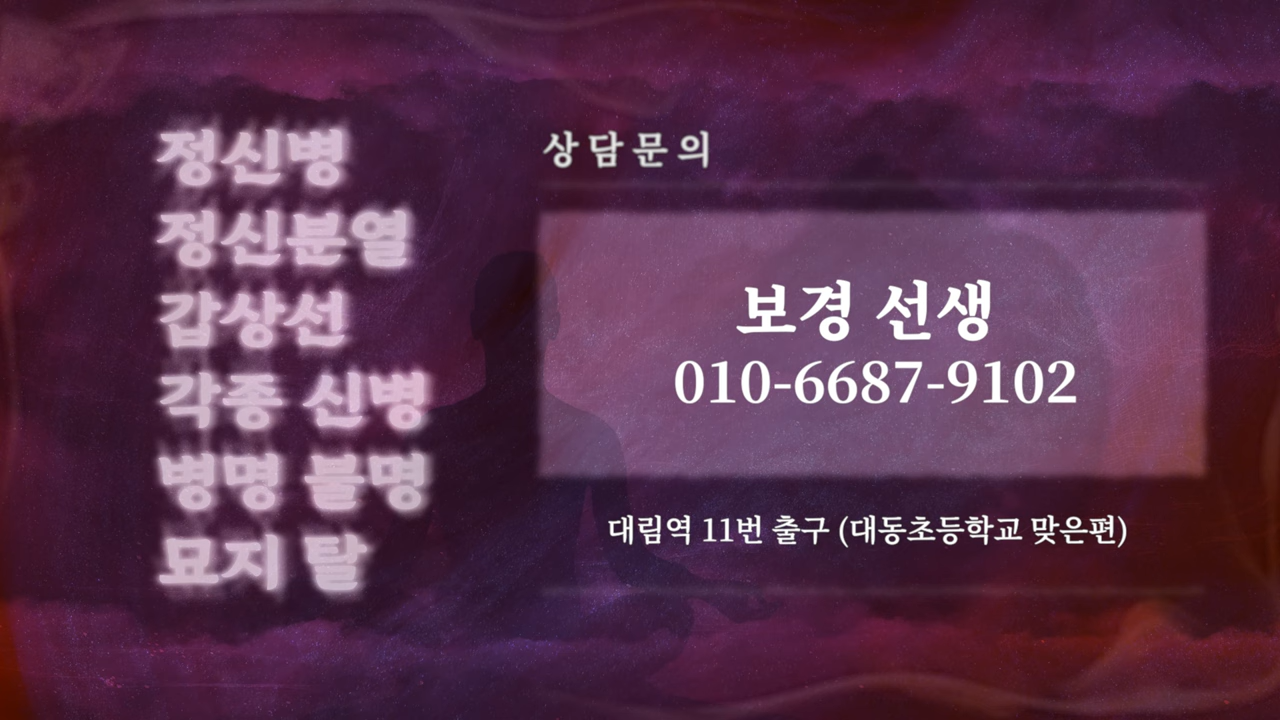 정신병
정신분열
갑상선
각종 신병
병명 불명
묘지 탈
상담문의
보경 선생
010-6687-9102
대림역 11번 출구 (대동초등학교 맞은편)